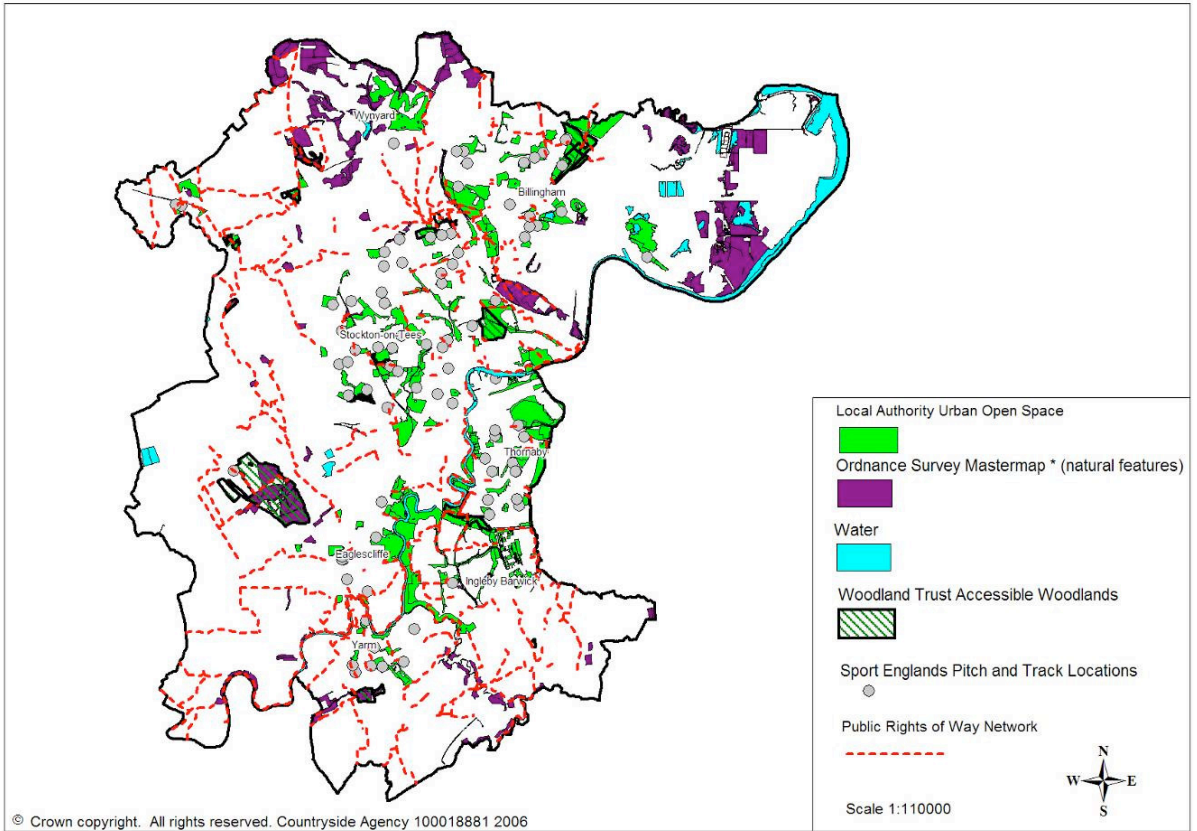 Wynyard
Billingham
Stockton-on-Tees
Thornaby
Eaglescliffe
Ingleby Barwick
Yarm
Local Authority Urban Open Space
Ordnance Survey Mastermap * (natural features)
Water
Woodland Trust Accessible Woodlands
Sport Englands Pitch and Track Locations
Public Rights of Way Network
N
W E
S
Scale 1:110000
© Crown copyright. All rights reserved. Countryside Agency 100018881 2006